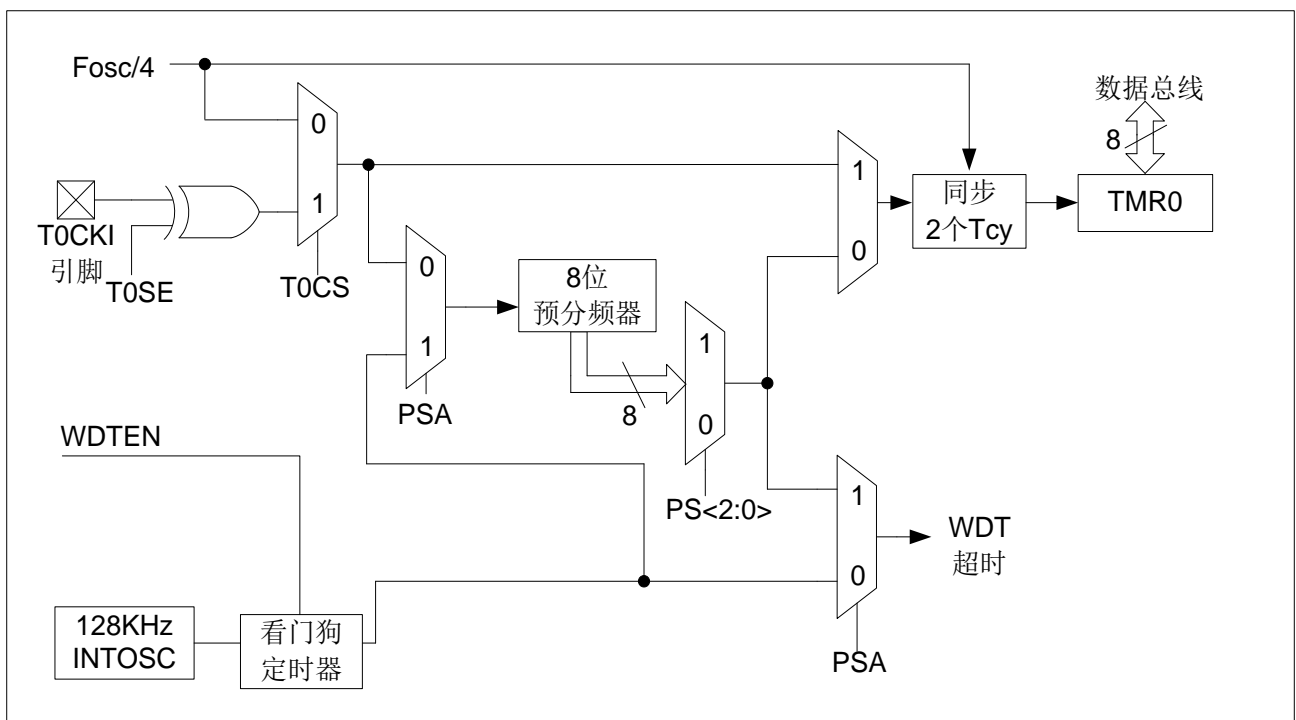 Fosc/4
数据总线
0
8
1
同步
2个Tcy
TMR0
1
T0CKI
引脚
T0SE
T0CS
0
8位
预分频器
0
1
1
8
0
PSA
WDTEN
PS<2:0>
1
WDT
超时
0
128KHz
INTOSC
看门狗
定时器
PSA